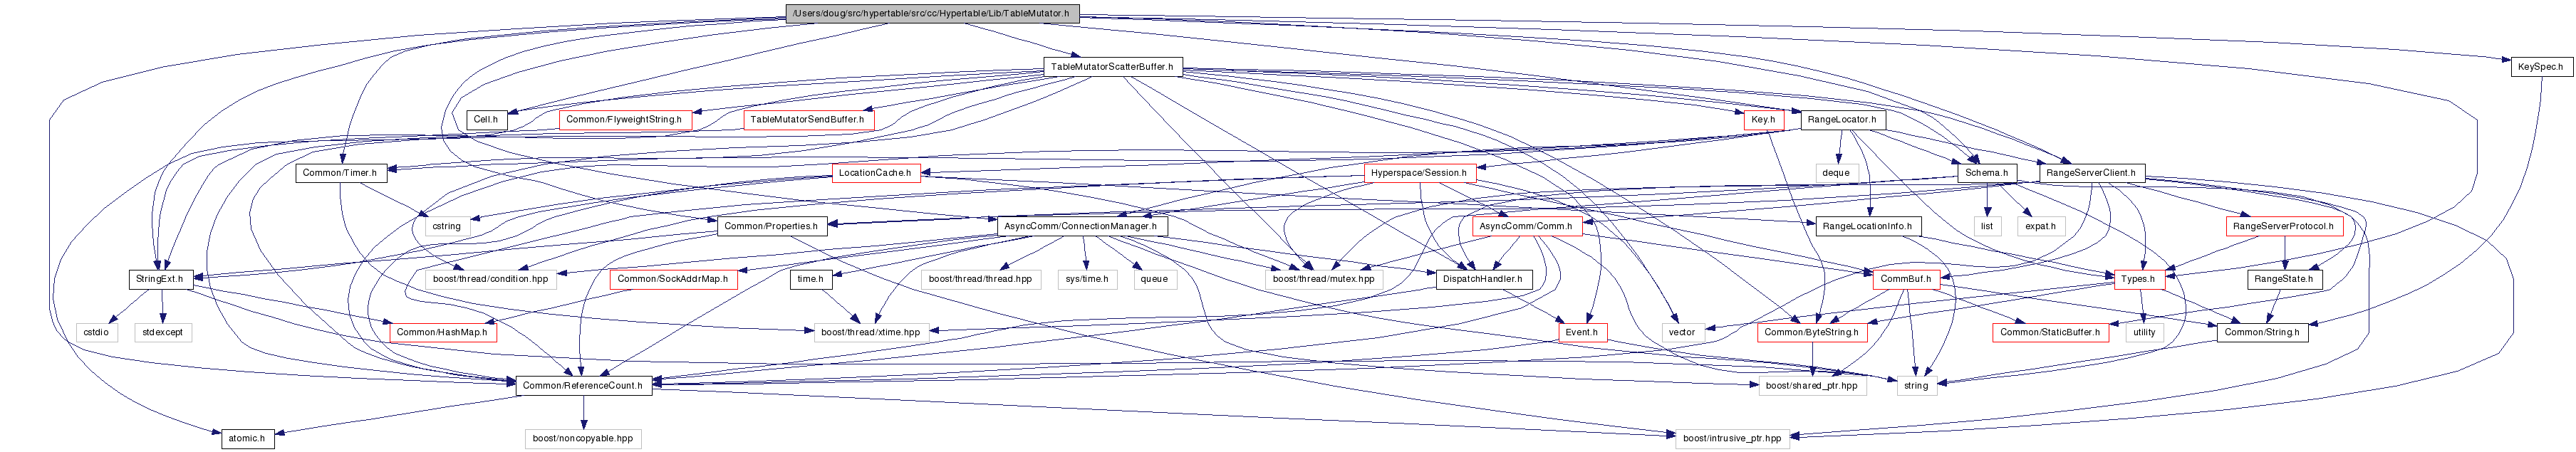 /Users/doug/src/hypertable/src/cc/Hypertable/Lib/TableMutator.h
TableMutatorScatterBuffer.h
KeySpec.h
Cell.h
Common/FlyweightString.h
TableMutatorSendBuffer.h
Key.h
RangeLocator.h
Common/Timer.h
LocationCache.h
Hyperspace/Session.h
deque
Schema.h
RangeServerClient.h
cstring
Common/Properties.h
AsyncComm/ConnectionManager.h
AsyncComm/Comm.h
RangeLocationInfo.h
list
expat.h
RangeServerProtocol.h
StringExt.h
boost/thread/condition.hpp
Common/SockAddrMap.h
time.h
boost/thread/thread.hpp
sys/time.h
queue
boost/thread/mutex.hpp
DispatchHandler.h
CommBuf.h
Types.h
RangeState.h
cstdio
stdexcept
Common/HashMap.h
boost/thread/xtime.hpp
Event.h
vector
Common/ByteString.h
Common/StaticBuffer.h
utility
Common/String.h
Common/ReferenceCount.h
boost/shared_ptr.hpp
string
atomic.h
boost/noncopyable.hpp
boost/intrusive_ptr.hpp